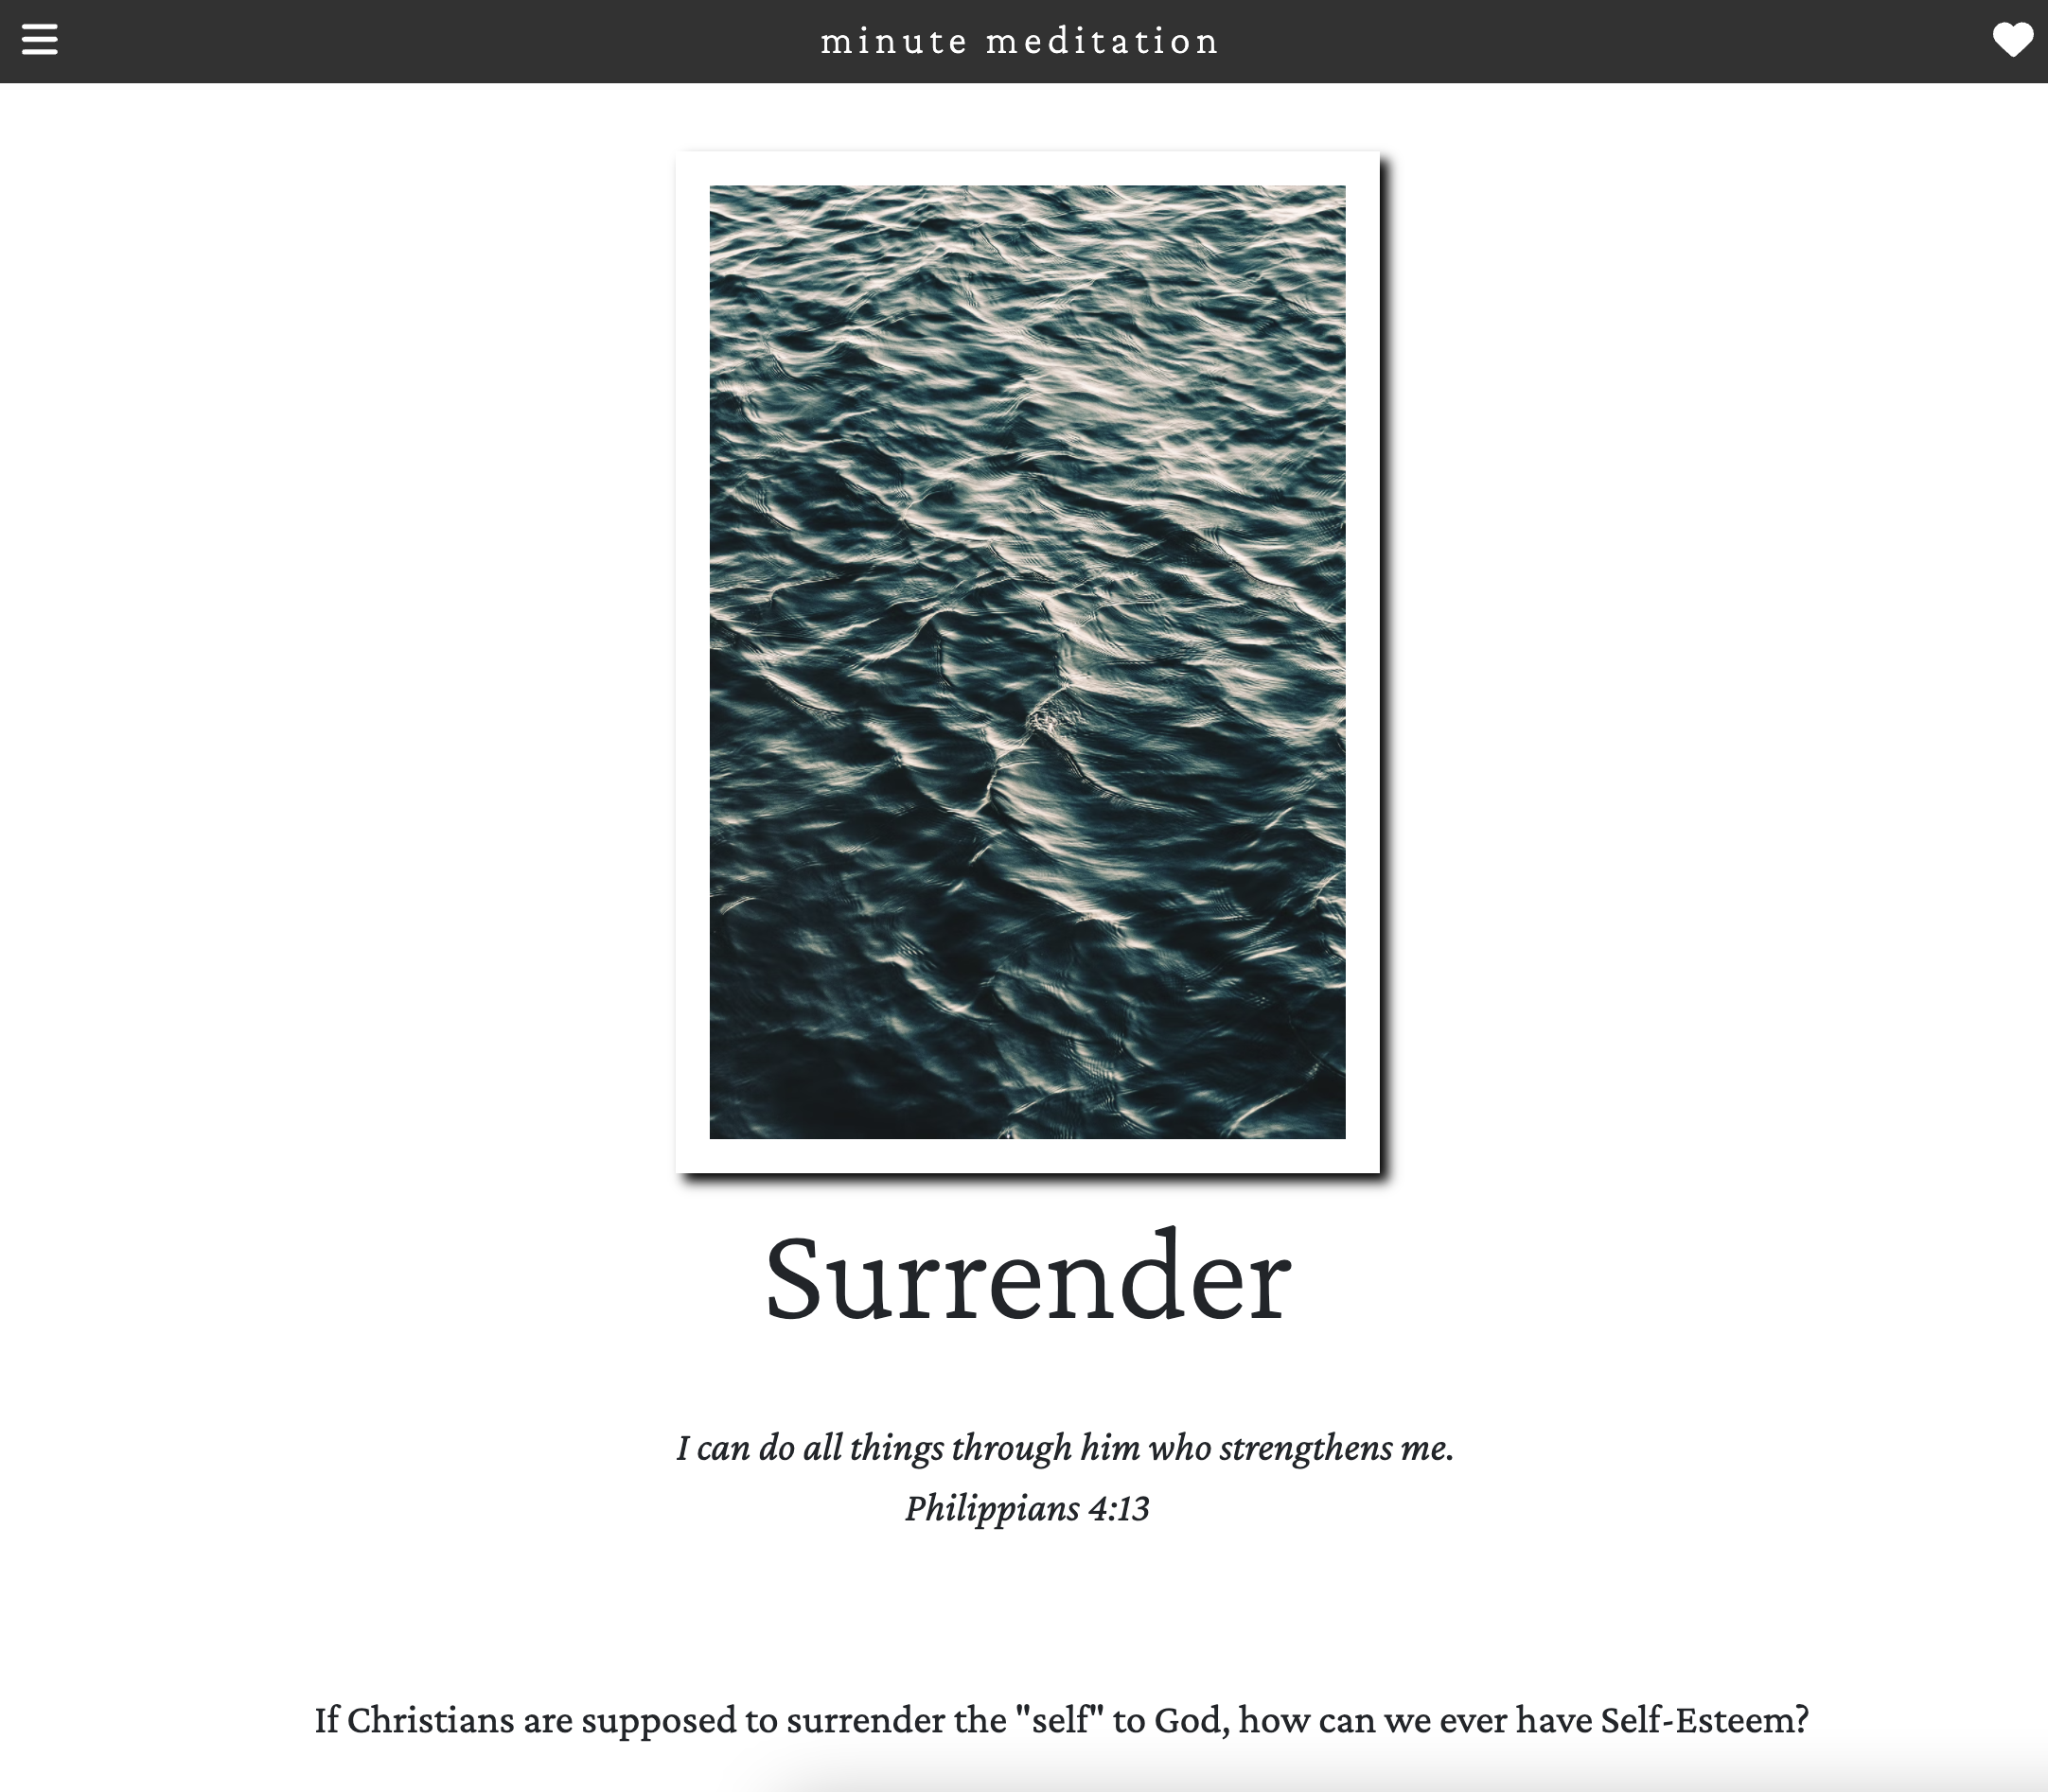 minute meditation
Surrender
I can do all things through him who strengthens me.
Philippians 4:13
If Christians are supposed to surrender the "self" to God, how can we ever have Self-Esteem?